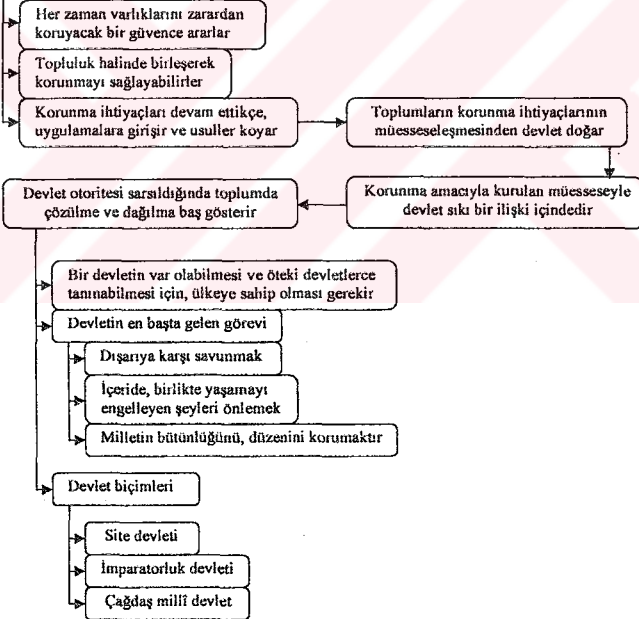 Her zaman varlıklarını zarardan
koruyacak bir güvence ararlar
Topluluk halinde birleşerek
korunmayı sağlayabilirler
Korunma ihtiyaçları devam ettikçe,
uygulamalara girişir ve usuller koyar
Toplumların korunma ihtiyaçlarının
müesseseleşmesinden devlet doğar
Korunma amacıyla kurulan müesseseyle
devlet sıkı bir ilişki içindedir
Devlet otoritesi sarsıldığında toplumda
çözülme ve dağılma baş gösterir
Bir devletin var olabilmesi ve öteki devletlerce
tanınabilmesi için, ülkeye sahip olması gerekir
Devletin en başta gelen görevi
Dışarıya karşı savunmak
İçeride, birlikte yaşamayı
engelleyen şeyleri önlemek
Milletin bütünlüğünü, düzenini korumaktır
Devlet biçimleri
Site devleti
İmparatorluk devleti
Çağdaş millî devlet